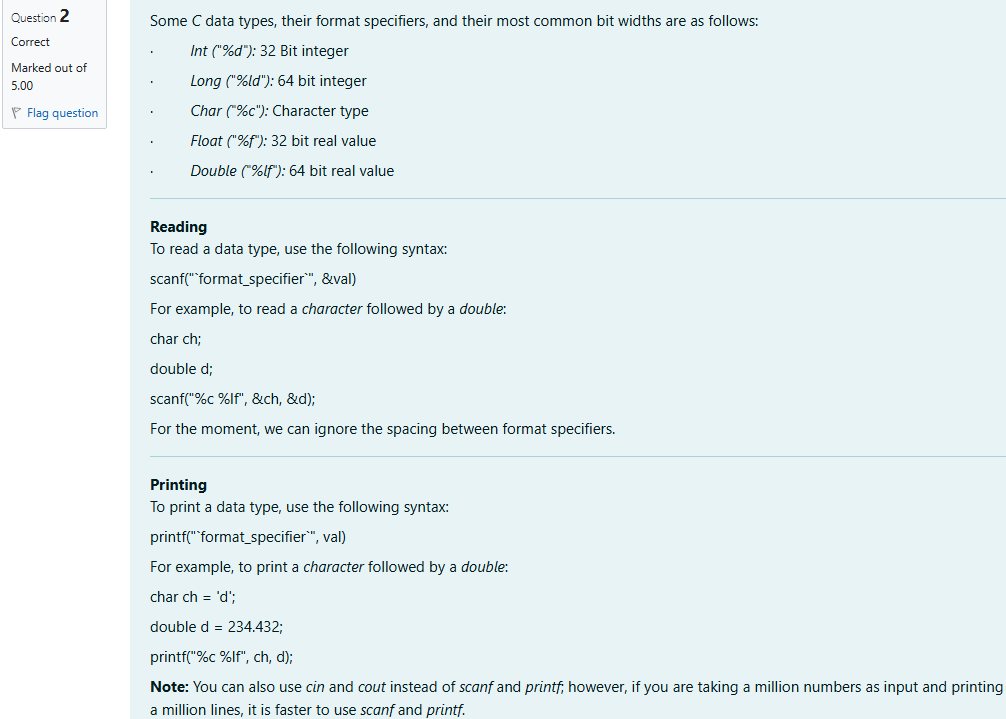 Question 2
Correct
Marked out of
5.00
Flag question
Some C data types, their format specifiers, and their most common bit widths are as follows:
· Int ("%d"): 32 Bit integer
· Long ("%ld"): 64 bit integer
· Char ("%c"): Character type
· Float ("%f"): 32 bit real value
· Double ("%lf"): 64 bit real value
Reading
To read a data type, use the following syntax:
scanf("`format_specifier`", &val)
For example, to read a character followed by a double:
char ch;
double d;
scanf("%c %lf", &ch, &d);
For the moment, we can ignore the spacing between format specifiers.
Printing
To print a data type, use the following syntax:
printf("`format_specifier`", val)
For example, to print a character followed by a double:
char ch = 'd';
double d = 234.432;
printf("%c %lf", ch, d);
Note: You can also use cin and cout instead of scanf and printf; however, if you are taking a million numbers as input and printing
a million lines, it is faster to use scanf and printf.